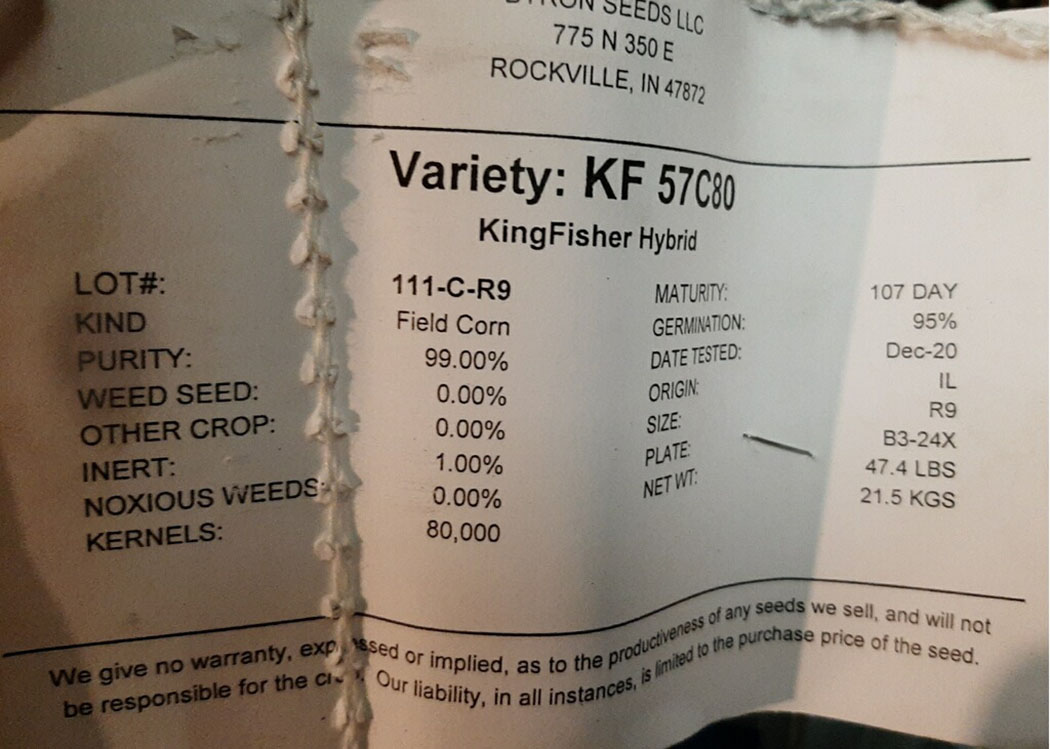 SEEDS LLC
775 N 350 E
ROCKVILLE, IN 47872
Variety: KF 57C80
KingFisher Hybrid
LOT#: 111-C-R9 MATURITY: 107 DAY
KIND Field Corn GERMINATION: 95%
PURITY: 99.00% DATE TESTED: Dec-20
WEED SEED: 0.00% ORIGIN: IL
OTHER CROP: 0.00% SIZE: R9
INERT: 1.00% PLATE: B3-24X
NOXIOUS WEEDS: 0.00% NET WT: 47.4 LBS
KERNELS: 80,000 21.5 KGS
We give no warranty, or implied, as to the productiveness of any seeds we sell, and will not
be responsible for the Our liability, in all instances, is limited to the purchase price of the seed.